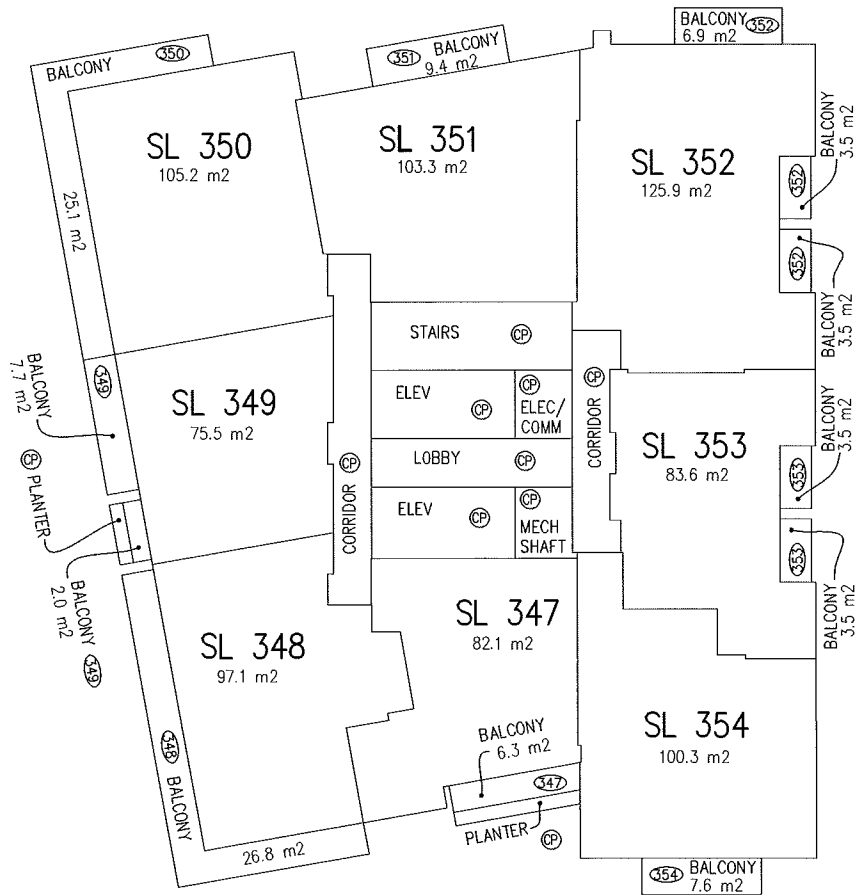 BALCONY 350
351 BALCONY
9.4 m2
BALCONY 352
6.9 m2
SL 350
105.2 m2
25.1 m2
SL 351
103.3 m2
SL 352
125.9 m2
352
BALCONY
3.5 m2
352
BALCONY
3.5 m2
STAIRS CP
ELEV CP
CP
ELEC/
COMM
LOBBY CP
ELEV CP
CP
MECH
SHAFT
CORRIDOR CP
CORRIDOR CP
BALCONY
7.7 m2
349
SL 349
75.5 m2
CP PLANTER
BALCONY 349
2.0 m2
SL 353
83.6 m2
353
BALCONY
3.5 m2
353
BALCONY
3.5 m2
SL 348
97.1 m2
348 BALCONY
26.8 m2
SL 347
82.1 m2
BALCONY
6.3 m2
347
PLANTER
CP
SL 354
100.3 m2
354 BALCONY
7.6 m2